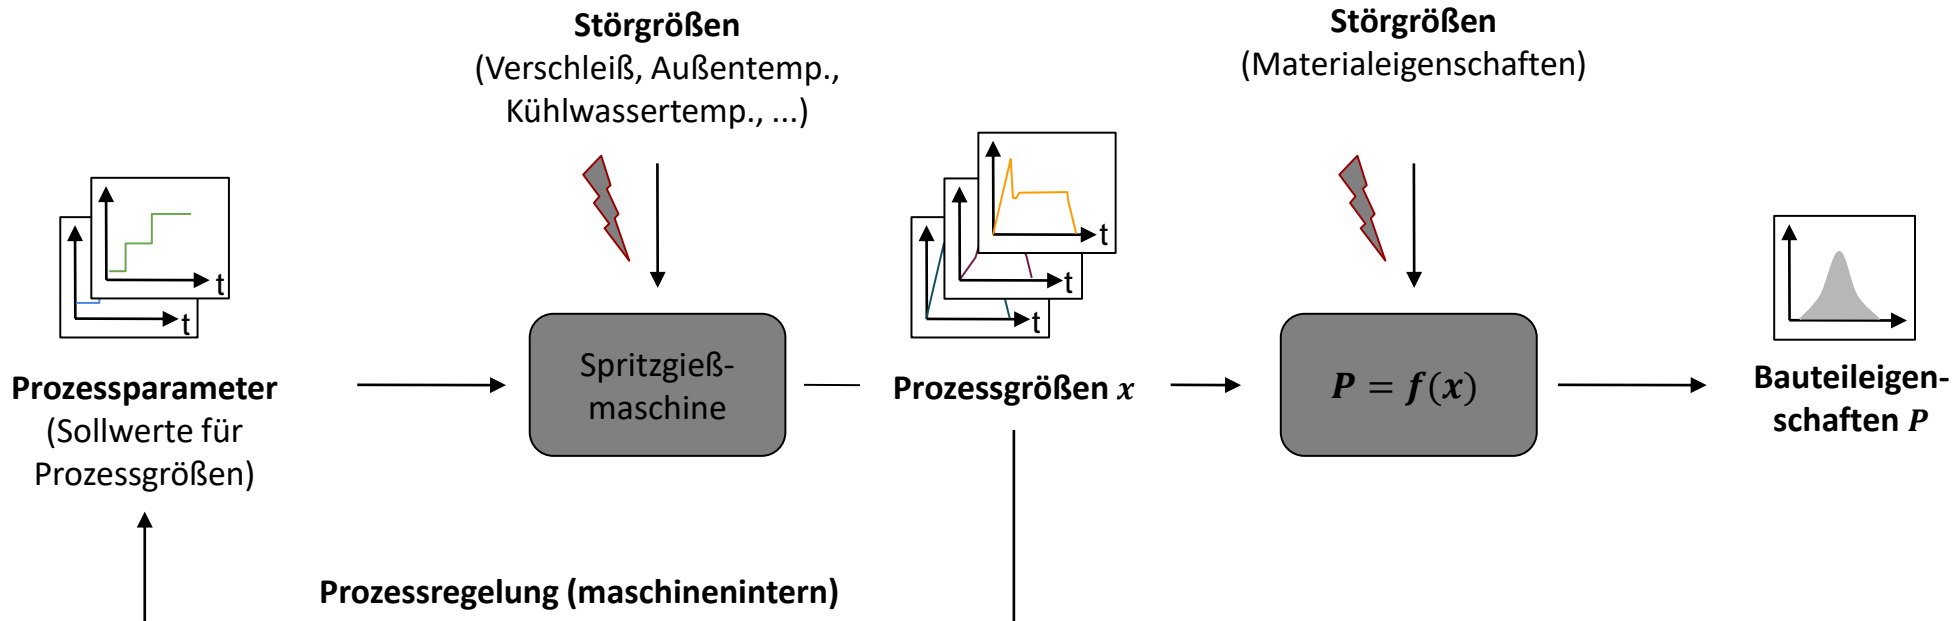 Störgrößen
(Verschleiß, Außentemp.,
Kühlwassertemp., ...)
Störgrößen
(Materialeigenschaften)
t
t
t
t
t
Prozessparameter
(Sollwerte für
Prozessgrößen)
Spritzgieß-
maschine
Prozessgrößen x
P = f(x)
Bauteileigen-
schaften P
Prozessregelung (maschinenintern)